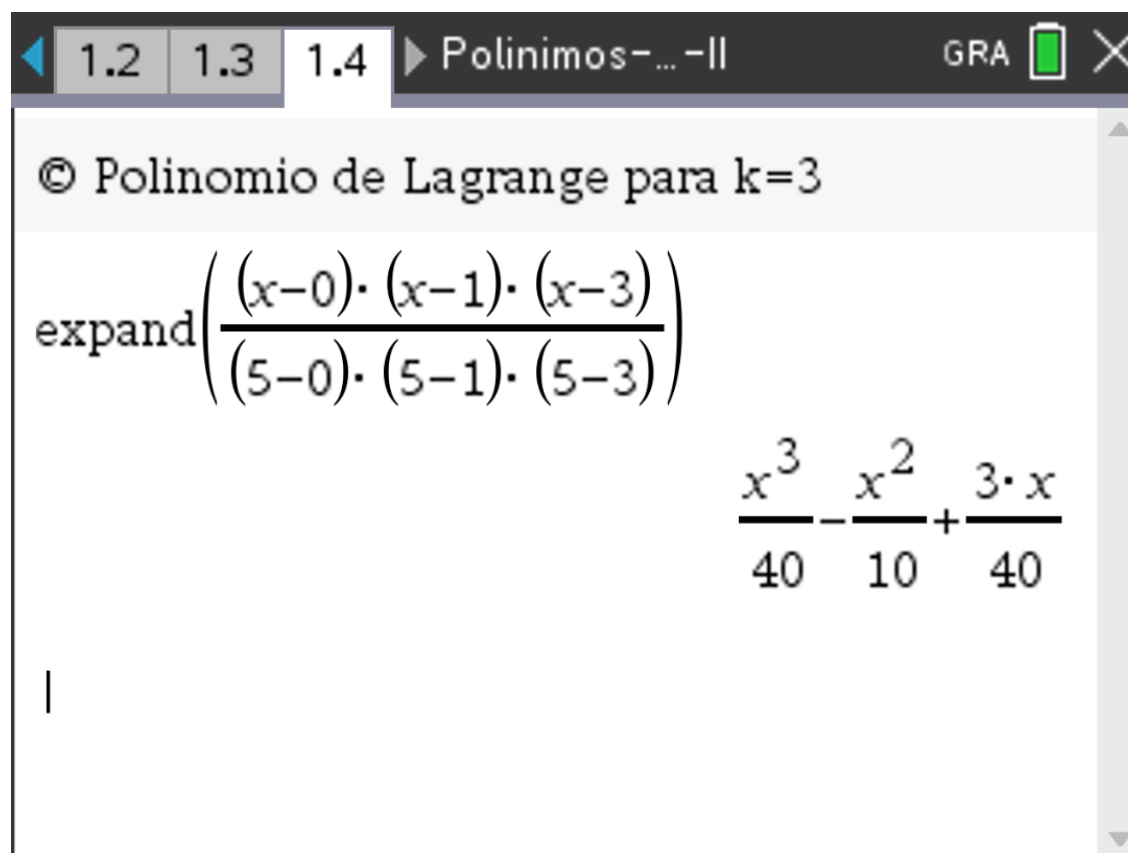 1.2 1.3 1.4 Polinimos-...-II GRA
© Polinomio de Lagrange para k=3
expand(((x-0)·(x-1)·(x-3))/((5-0)·(5-1)·(5-3)))
x^3/40-x^2/10+3·x/40